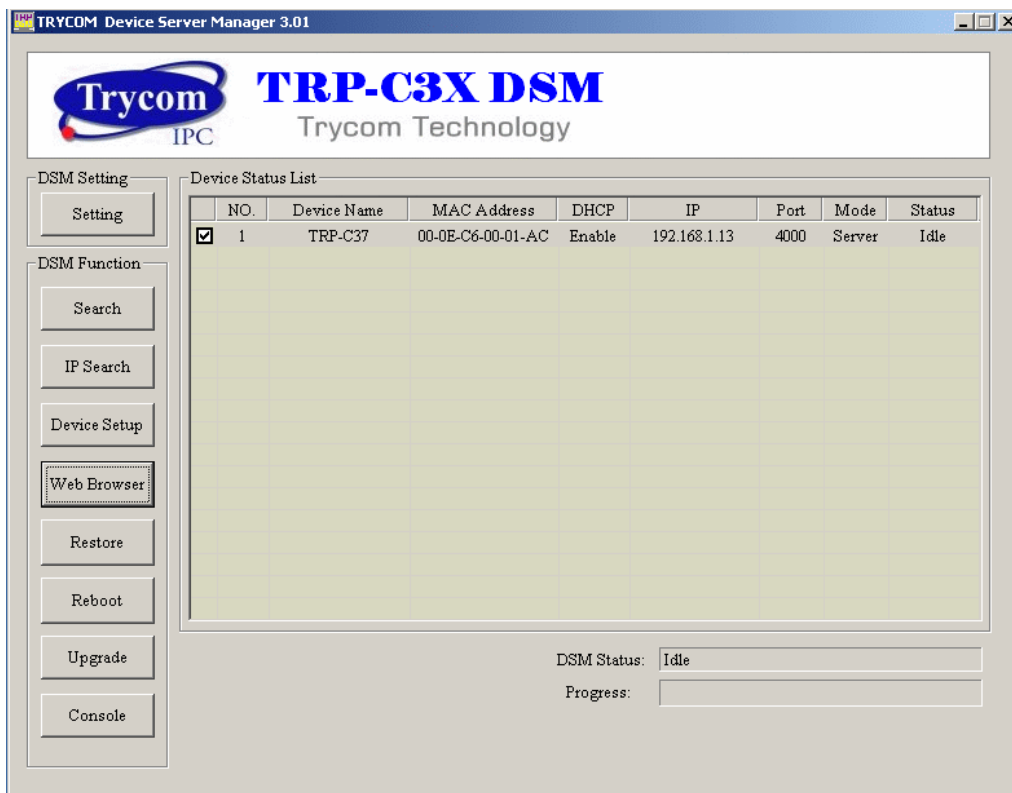 TRYCOM Device Server Manager 3.01
Trycom
IPC
TRP-C3X DSM
Trycom Technology
DSM Setting
Setting
DSM Function
Search
IP Search
Device Setup
Web Browser
Restore
Reboot
Upgrade
Console
Device Status List
NO. Device Name MAC Address DHCP IP Port Mode Status
1 TRP-C37 00-0E-C6-00-01-AC Enable 192.168.1.13 4000 Server Idle
DSM Status: Idle
Progress: